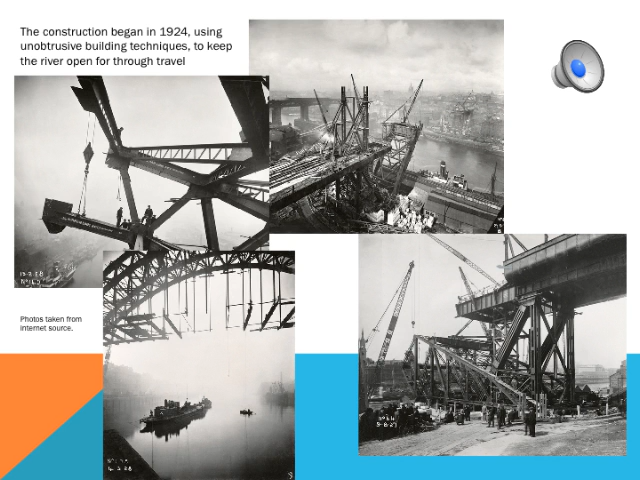 The construction began in 1924, using
unobtrusive building techniques, to keep
the river open for through travel
Photos taken from
internet source.